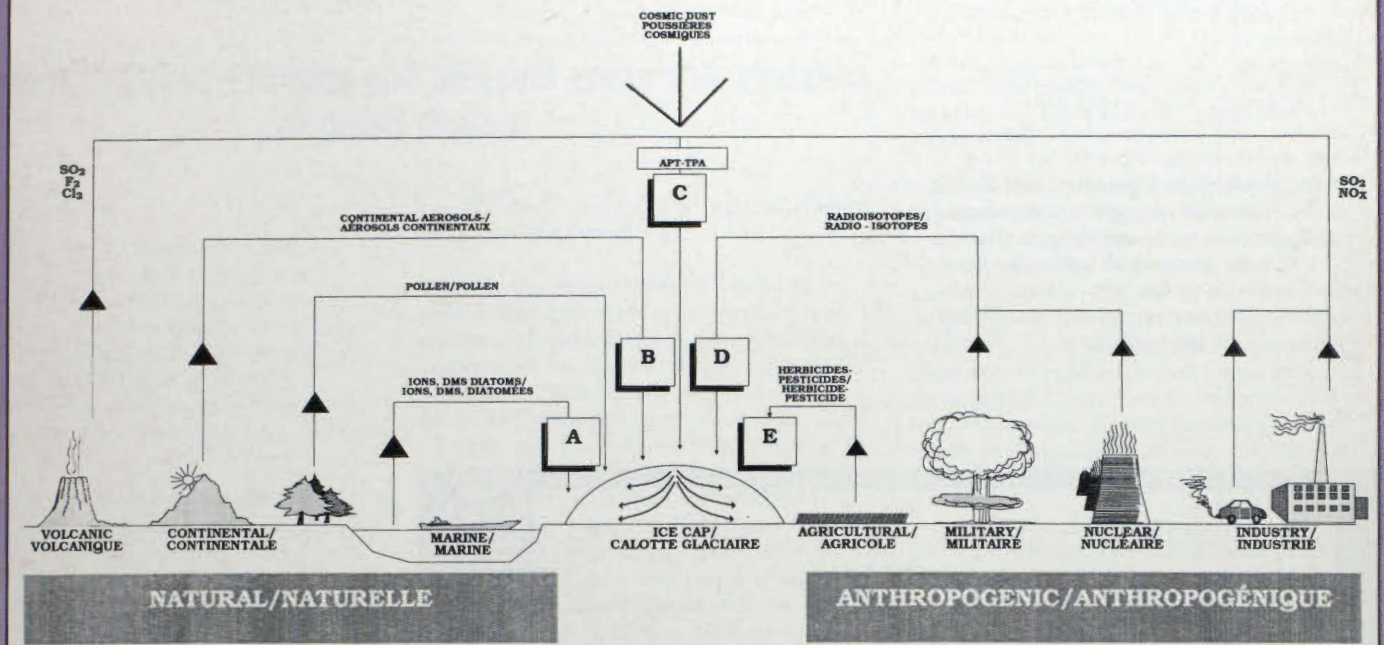 COSMIC DUST
POUSSIÈRES
COSMIQUES
SO₂
F₂
Cl₂
APT-TPA
C
SO₂
NOX
CONTINENTAL AEROSOLS-/
AÉROSOLS CONTINENTAUX
RADIOISOTOPES/
RADIO - ISOTOPES
POLLEN/POLLEN
B
D
IONS, DMS DIATOMS/
IONS, DMS, DIATOMÉES
HERBICIDES-
PESTICIDES/
HERBICIDE-
PESTICIDE
A
E
VOLCANIC
VOLCANIQUE
CONTINENTAL/
CONTINENTALE
MARINE/
MARINE
ICE CAP/
CALOTTE GLACIAIRE
AGRICULTURAL/
AGRICOLE
MILITARY/
MILITAIRE
NUCLEAR/
NUCLÉAIRE
INDUSTRY/
INDUSTRIE
NATURAL/NATURELLE
ANTHROPOGENIC/ANTHROPOGÉNIQUE